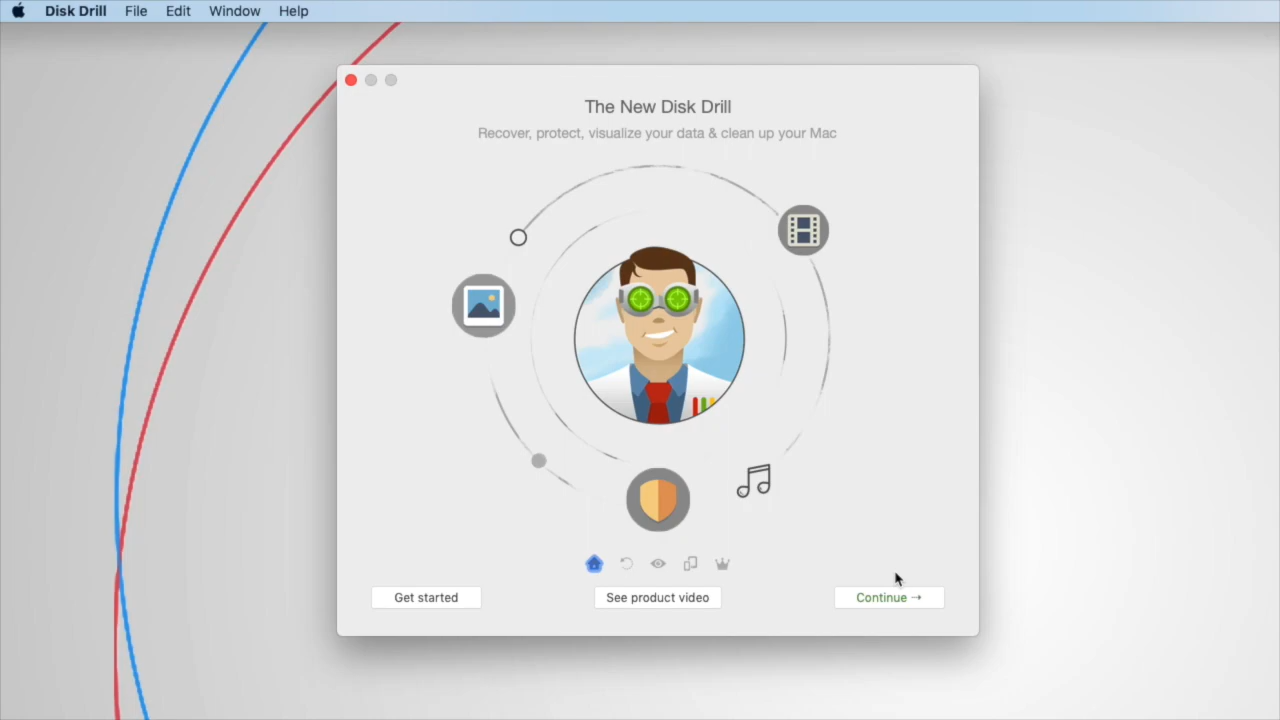 Disk Drill File Edit Window Help
The New Disk Drill
Recover, protect, visualize your data & clean up your Mac
Get started
See product video
Continue ⇢